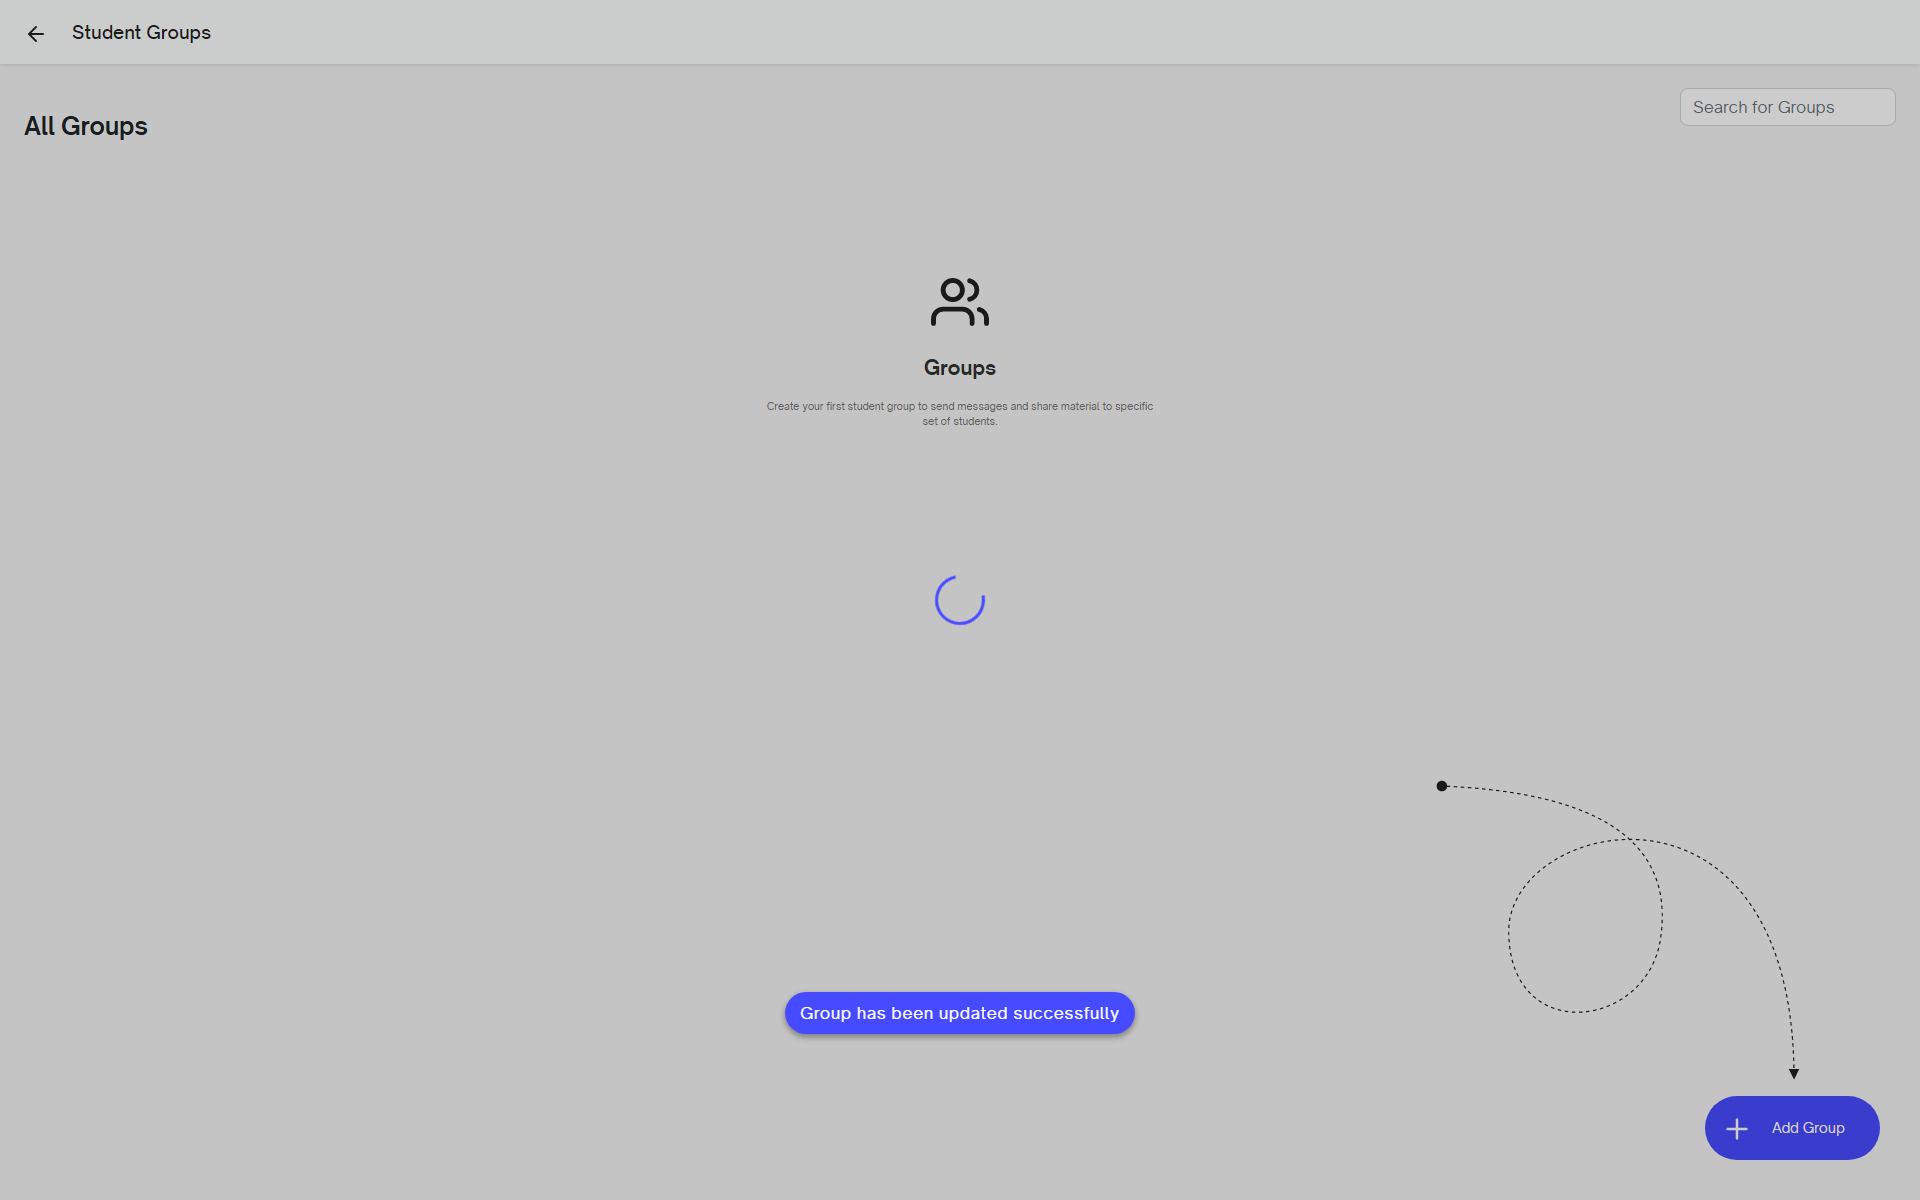 Student Groups
All Groups
Search for Groups
Groups
Create your first student group to send messages and share material to specific
set of students.
Group has been updated successfully
Add Group